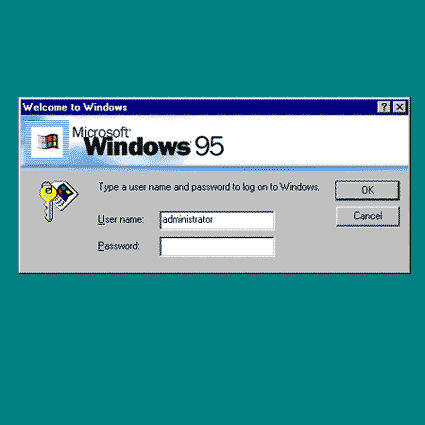 Welcome to Windows
Microsoft
Windows 95
Type a user name and password to log on to Windows.
OK
User name: administrator
Cancel
Password: